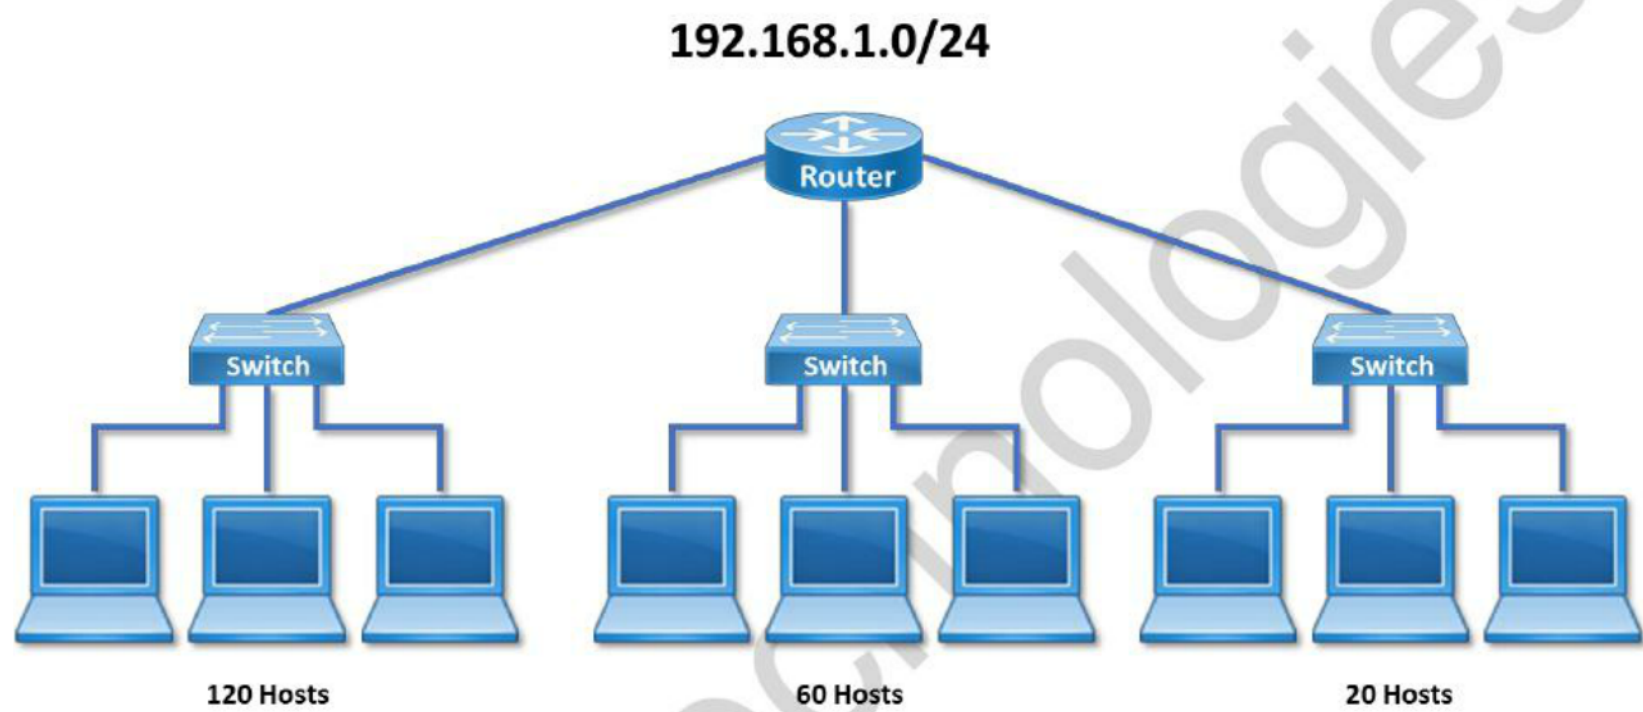 192.168.1.0/24
Router
Switch
Switch
Switch
120 Hosts
60 Hosts
20 Hosts